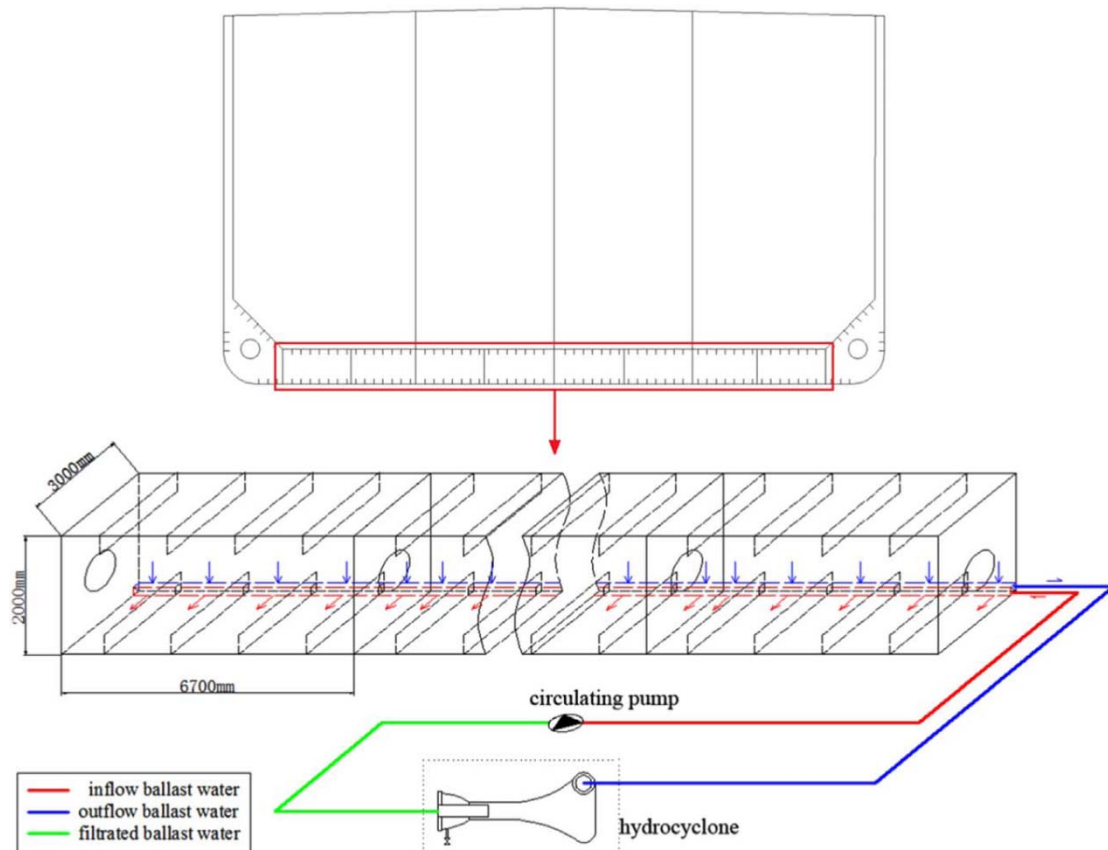 3000mm
2000mm
6700mm
circulating pump
inflow ballast water
outflow ballast water
filtrated ballast water
hydrocyclone